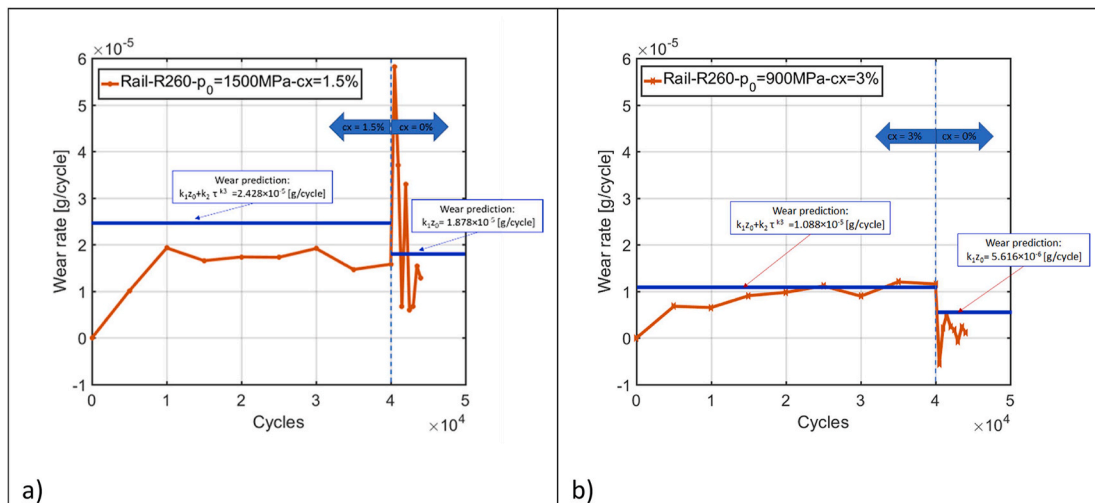 ×10⁻⁵
Rail-R260-p₀=1500MPa-cx=1.5%
6
5
4
3
2
1
0
-1
Wear rate [g/cycle]
cx = 1.5%
cx = 0%
Wear prediction:
k₁z₀+k₂ τ ᵏ³ =2.428×10⁻⁵ [g/cycle]
Wear prediction:
k₁z₀= 1.878×10⁻⁵ [g/cycle]
0
1
2
3
4
5
Cycles
×10⁴
a)
×10⁻⁵
Rail-R260-p₀=900MPa-cx=3%
6
5
4
3
2
1
0
-1
Wear rate [g/cycle]
cx = 3%
cx = 0%
Wear prediction:
k₁z₀+k₂ τ ᵏ³ =1.088×10⁻⁵ [g/cycle]
Wear prediction:
k₁z₀= 5.616×10⁻⁶ [g/cycle]
0
1
2
3
4
5
Cycles
×10⁴
b)